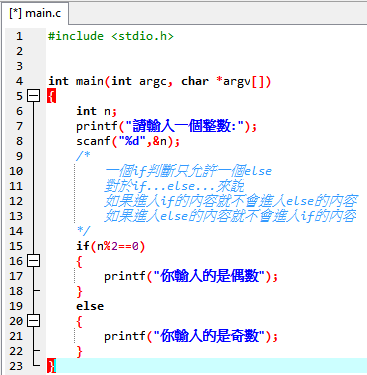 [*] main.c
1 #include <stdio.h>
2
3
4 int main(int argc, char *argv[])
5 {
6 int n;
7 printf("請輸入一個整數:");
8 scanf("%d",&n);
9 /*
10 一個if判斷只允許一個else
11 對於if...else...來說
12 如果進入if的內容就不會進入else的內容
13 如果進入else的內容就不會進入if的內容
14 */
15 if(n%2==0)
16 {
17 printf("你輸入的是偶數");
18 }
19 else
20 {
21 printf("你輸入的是奇數");
22 }
23 }